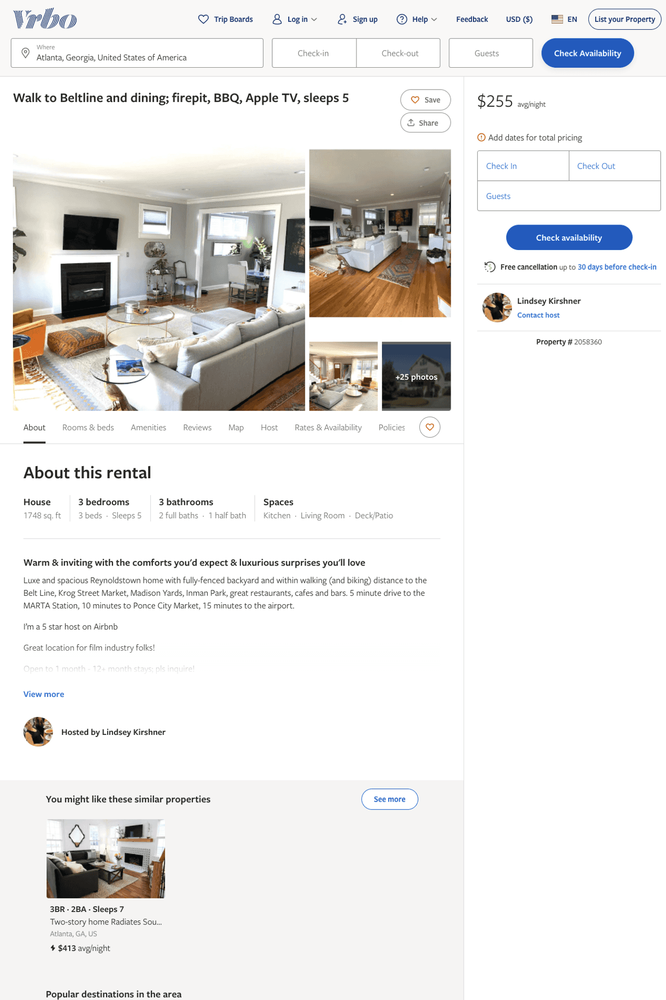 Vrbo
Trip Boards
Log in
Sign up
Help
Feedback
USD ($)
EN
List your Property
Where
Atlanta, Georgia, United States of America
Check-in
Check-out
Guests
Check Availability
Walk to Beltline and dining; firepit, BBQ, Apple TV, sleeps 5
Save
Share
+25 photos
$255 avg/night
Add dates for total pricing
Check In
Check Out
Guests
Check availability
Free cancellation up to 30 days before check-in
Lindsey Kirshner
Contact host
Property # 2058360
About
Rooms & beds
Amenities
Reviews
Map
Host
Rates & Availability
Policies
About this rental
House
1748 sq. ft
3 bedrooms
3 beds · Sleeps 5
3 bathrooms
2 full baths · 1 half bath
Spaces
Kitchen · Living Room · Deck/Patio
Warm & inviting with the comforts you'd expect & luxurious surprises you'll love
Luxe and spacious Reynoldstown home with fully-fenced backyard and within walking (and biking) distance to the
Belt Line, Krog Street Market, Madison Yards, Inman Park, great restaurants, cafes and bars. 5 minute drive to the
MARTA Station, 10 minutes to Ponce City Market, 15 minutes to the airport.
I'm a 5 star host on Airbnb
Great location for film industry folks!
Open to 1 month - 12+ month stays; pls inquire!
View more
Hosted by Lindsey Kirshner
You might like these similar properties
See more
3BR · 2BA · Sleeps 7
Two-story home Radiates Sou...
Atlanta, GA, US
$413 avg/night
Popular destinations in the area